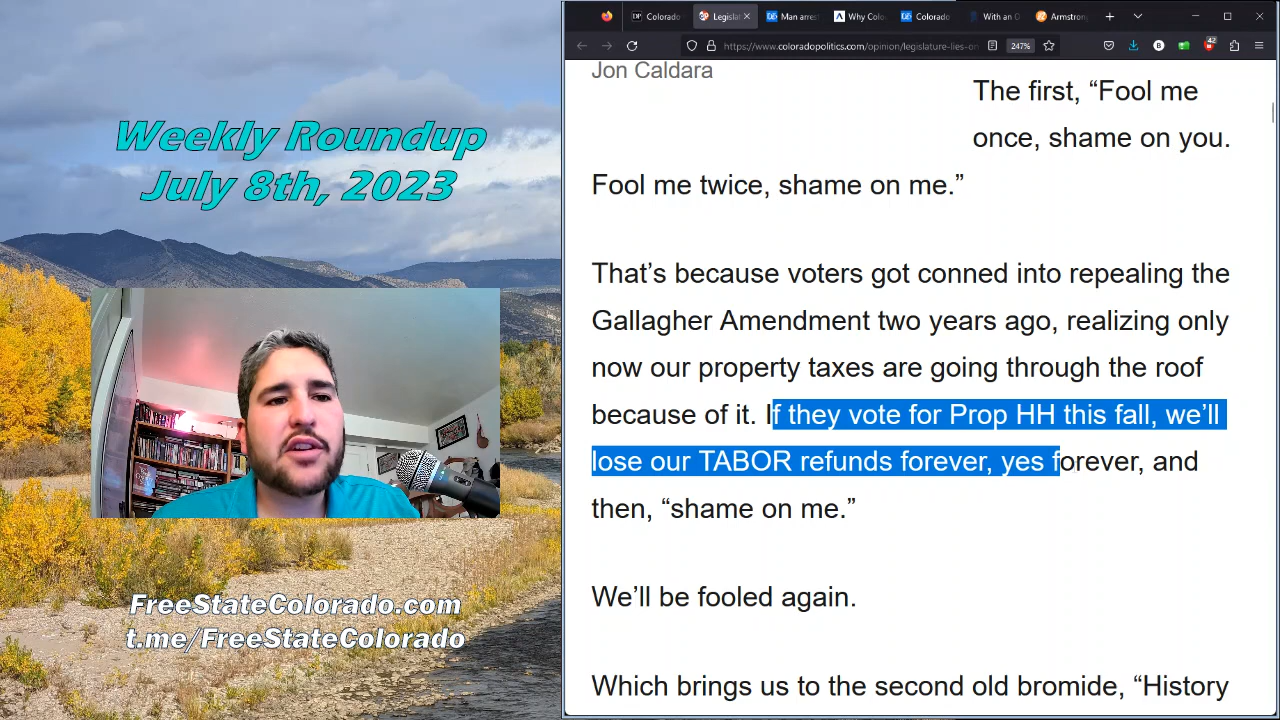 Weekly Roundup
July 8th, 2023
FreeStateColorado.com
t.me/FreeStateColorado
Colorado
Legislat
Man arres
Why Colo
Colorado
With an G
Armstrong
https://www.coloradopolitics.com/opinion/legislature-lies-on
247%
42
Jon Caldara
The first, “Fool me
once, shame on you.
Fool me twice, shame on me.”
That’s because voters got conned into repealing the
Gallagher Amendment two years ago, realizing only
now our property taxes are going through the roof
because of it. If they vote for Prop HH this fall, we’ll
lose our TABOR refunds forever, yes forever, and
then, “shame on me.”
We’ll be fooled again.
Which brings us to the second old bromide, “History